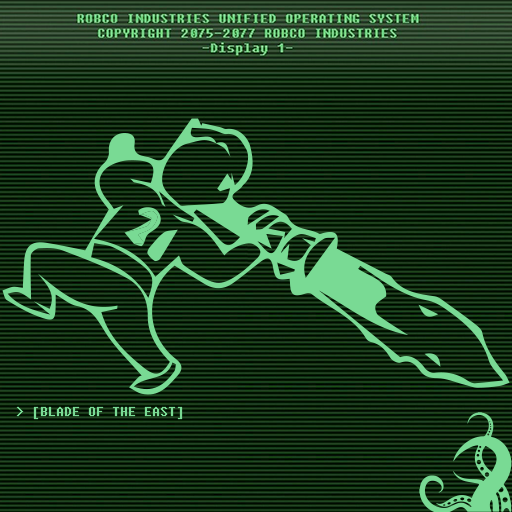 ROBCO INDUSTRIES UNIFIED OPERATING SYSTEM
COPYRIGHT 2075-2077 ROBCO INDUSTRIES
-Display 1-
> [BLADE OF THE EAST]